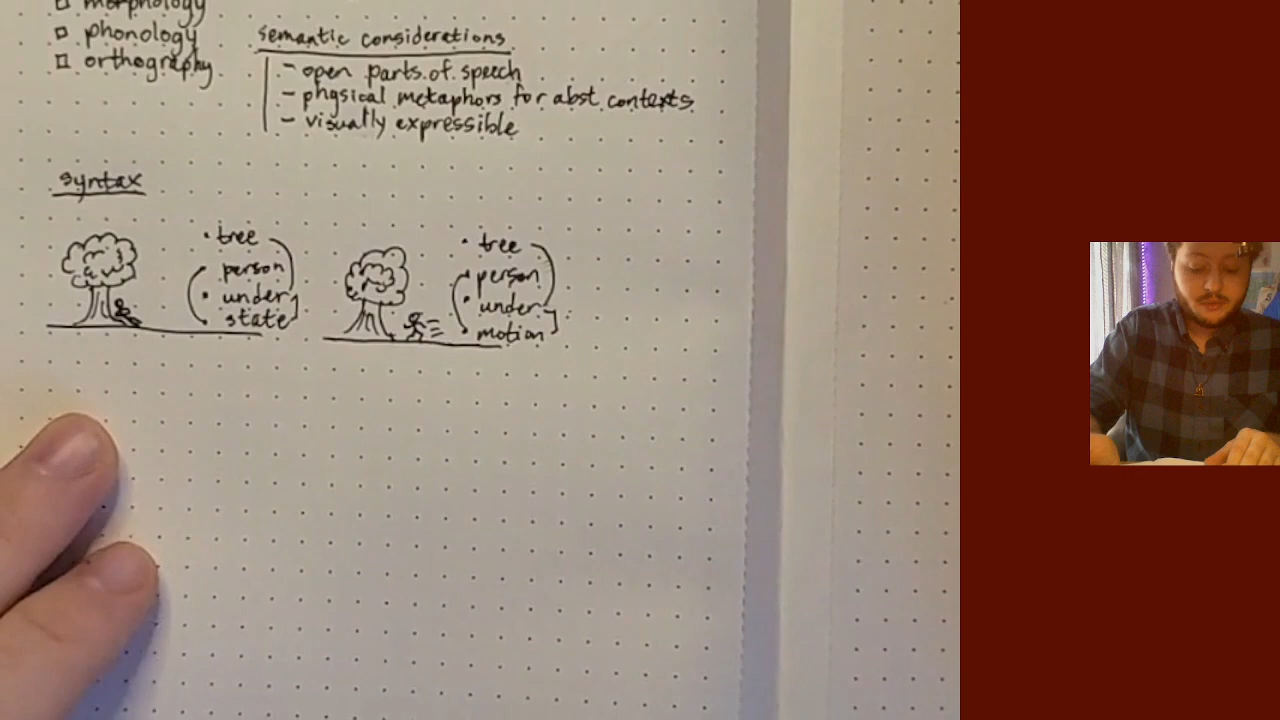 morphology
phonology
orthography
semantic considerations
- open parts of speech
- physical metaphors for abst contexts
- visually expressible
syntax
• tree
person
• under
state
• tree
person
• under
motion